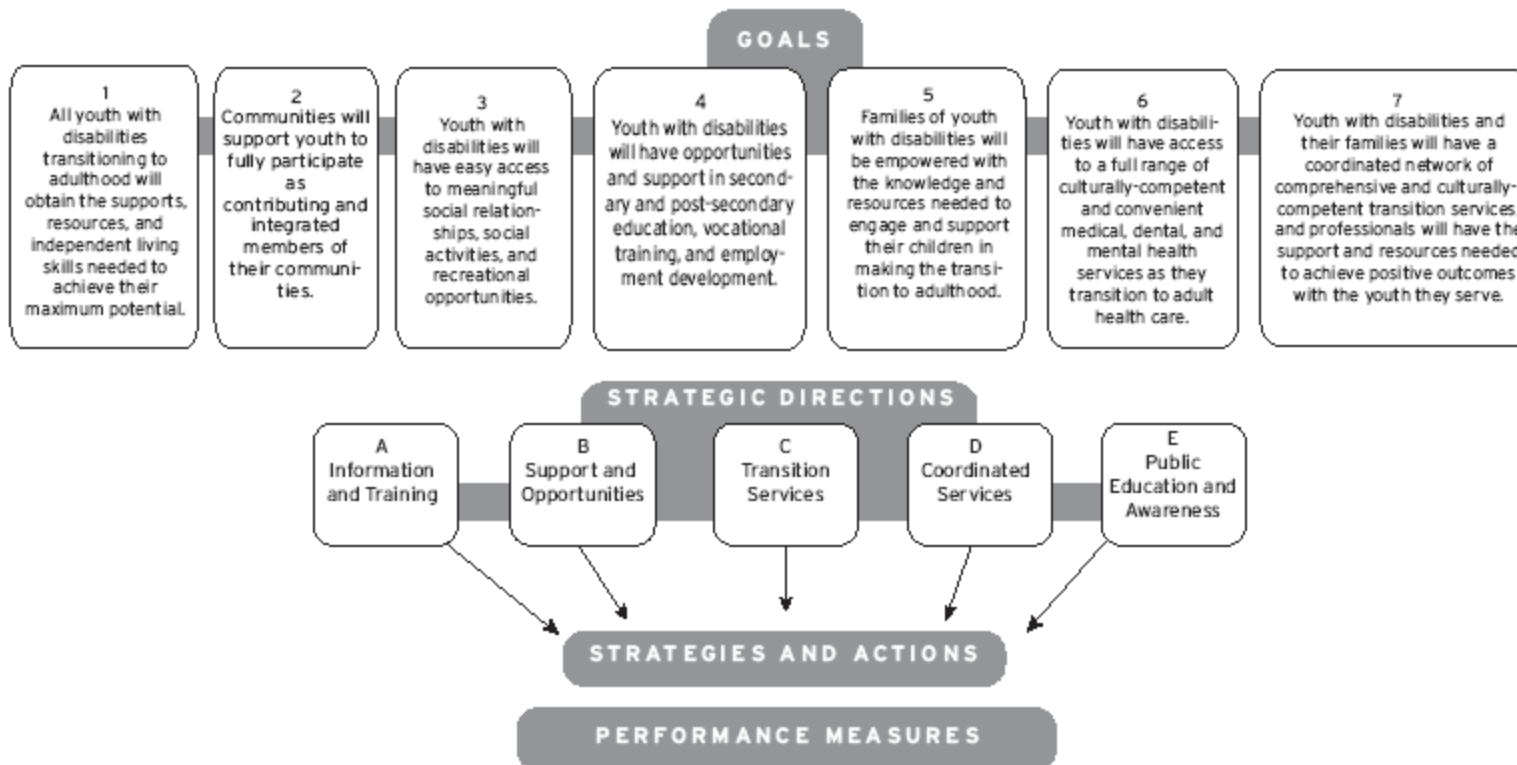 GOALS
1
All youth with
disabilities
transitioning to
adulthood will
obtain the supports,
resources, and
independent living
skills needed to
achieve their
maximum potential.
2
Communities will
support youth to
fully participate
as
contributing and
integrated
members of
their communi-
ties.
3
Youth with
disabilities will
have easy access
to meaningful
social relation-
ships, social
activities, and
recreational
opportunities.
4
Youth with disabilities
will have opportunities
and support in second-
ary and post-secondary
education, vocational
training, and employ-
ment development.
5
Families of youth
with disabilities will
be empowered with
the knowledge and
resources needed to
engage and support
their children in
making the transi-
tion to adulthood.
6
Youth with disabili-
ties will have access
to a full range of
culturally-competent
and convenient
medical, dental, and
mental health
services as they
transition to adult
health care.
7
Youth with disabilities and
their families will have a
coordinated network of
comprehensive and culturally-
competent transition services,
and professionals will have the
support and resources needed
to achieve positive outcomes
with the youth they serve.
STRATEGIC DIRECTIONS
A
Information
and Training
B
Support and
Opportunities
C
Transition
Services
D
Coordinated
Services
E
Public
Education and
Awareness
STRATEGIES AND ACTIONS
PERFORMANCE MEASURES